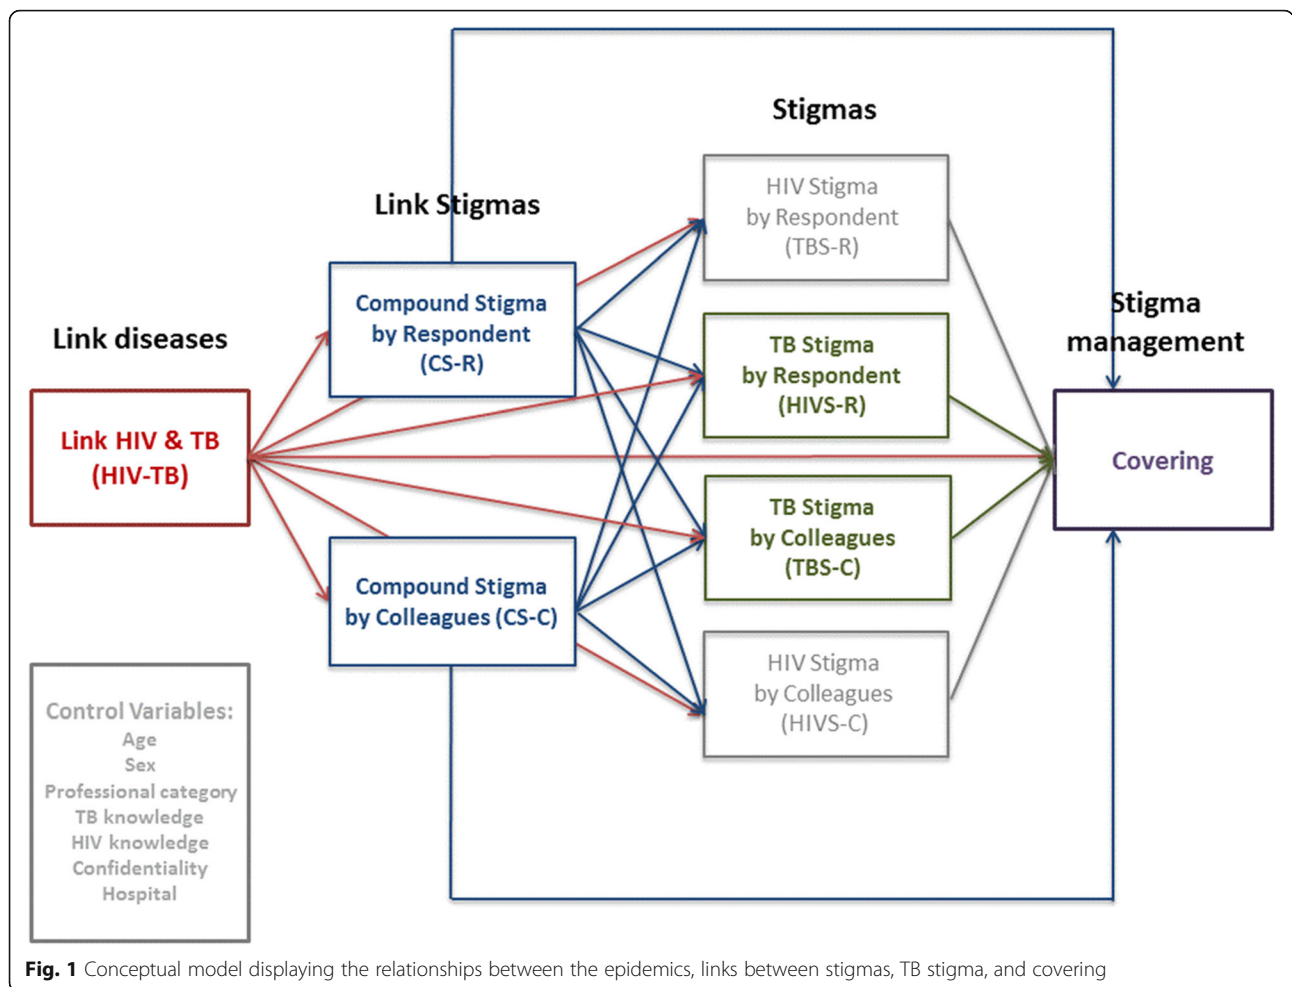 Stigmas
Link Stigmas
Link diseases
Stigma
management
Link HIV & TB
(HIV-TB)
Compound Stigma
by Respondent
(CS-R)
Compound Stigma
by Colleagues (CS-C)
HIV Stigma
by Respondent
(TBS-R)
TB Stigma
by Respondent
(HIVS-R)
TB Stigma
by Colleagues
(TBS-C)
HIV Stigma
by Colleagues
(HIVS-C)
Covering
Control Variables:
Age
Sex
Professional category
TB knowledge
HIV knowledge
Confidentiality
Hospital
Fig. 1 Conceptual model displaying the relationships between the epidemics, links between stigmas, TB stigma, and covering